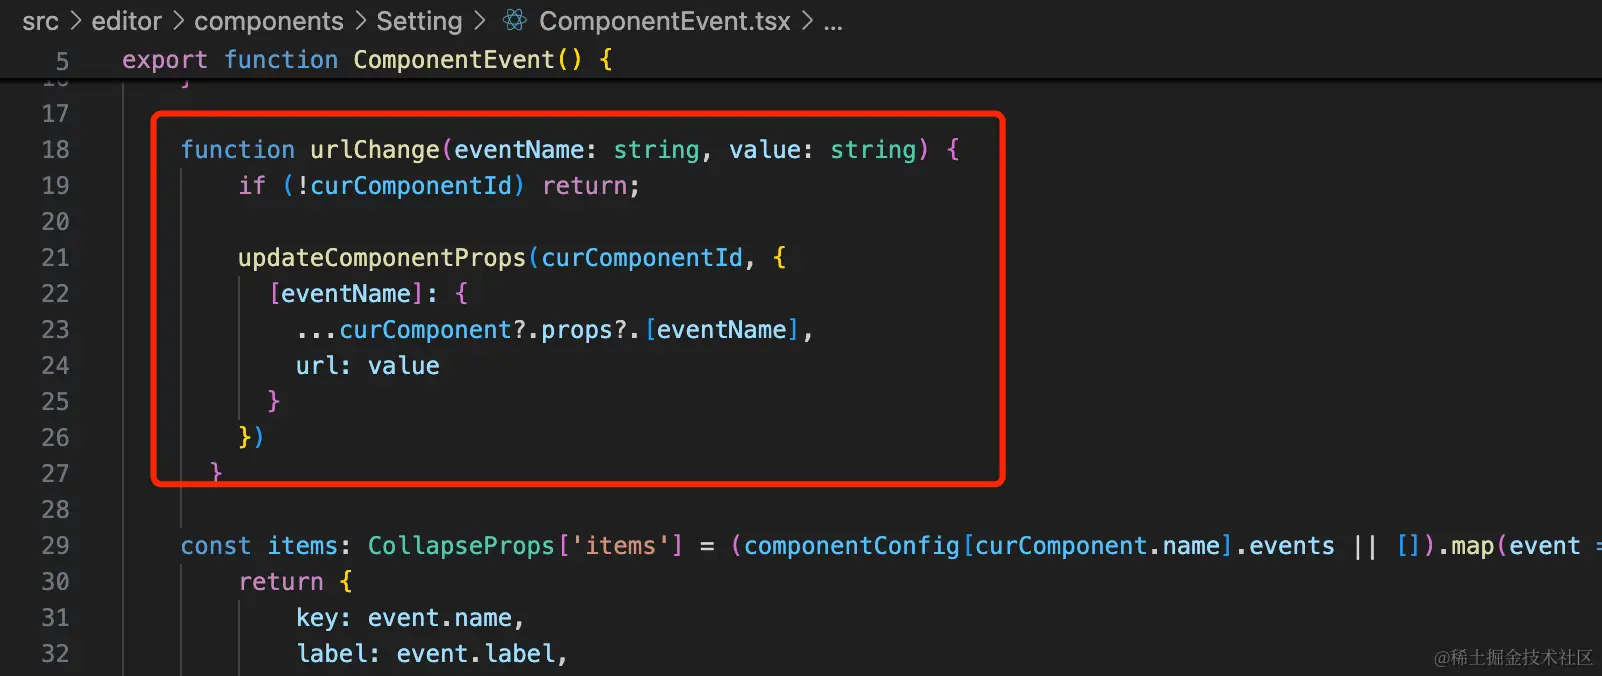 src > editor > components > Setting > ComponentEvent.tsx > ...
5 export function ComponentEvent() {
16 }
17
18 function urlChange(eventName: string, value: string) {
19 if (!curComponentId) return;
20
21 updateComponentProps(curComponentId, {
22 [eventName]: {
23 ...curComponent?.props?.[eventName],
24 url: value
25 }
26 })
27 }
28
29 const items: CollapseProps['items'] = (componentConfig[curComponent.name].events || []).map(event =
30 return {
31 key: event.name,
32 label: event.label,
@稀土掘金技术社区